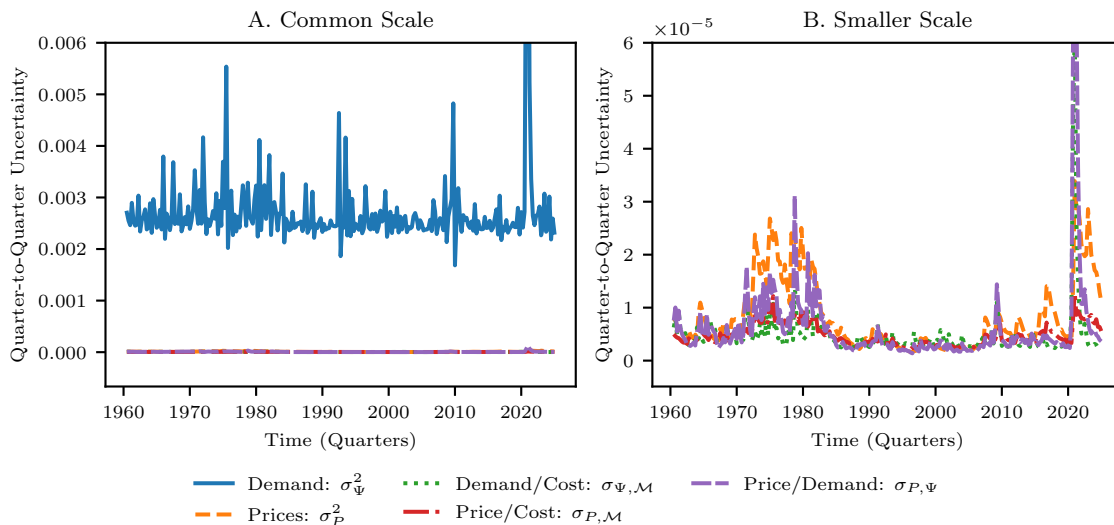 A. Common Scale
Quarter-to-Quarter Uncertainty
0.006
0.005
0.004
0.003
0.002
0.001
0.000
1960 1970 1980 1990 2000 2010 2020
Time (Quarters)
B. Smaller Scale
×10⁻⁵
Quarter-to-Quarter Uncertainty
6
5
4
3
2
1
0
1960 1970 1980 1990 2000 2010 2020
Time (Quarters)
Demand: σ²_Ψ
Prices: σ²_P
Demand/Cost: σ_Ψ,ℳ
Price/Cost: σ_P,ℳ
Price/Demand: σ_P,Ψ